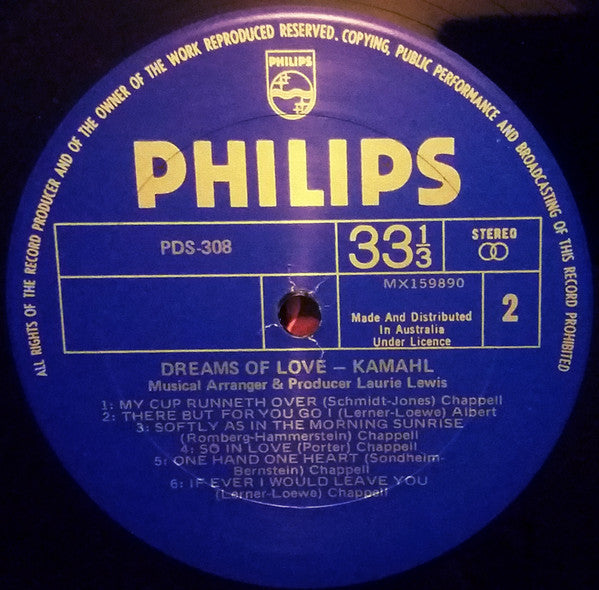 ALL RIGHTS OF THE RECORD PRODUCER AND OF THE OWNER OF THE WORK REPRODUCED RESERVED. COPYING, PUBLIC PERFORMANCE AND BROADCASTING OF THIS RECORD PROHIBITED
PHILIPS
PHILIPS
PDS-308
33 1/3
STEREO
MX159890
Made And Distributed
In Australia
Under Licence
2
DREAMS OF LOVE – KAMAHL
Musical Arranger & Producer Laurie Lewis
1: MY CUP RUNNETH OVER (Schmidt-Jones) Chappell
2: THERE BUT FOR YOU GO I (Lerner-Loewe) Albert
3: SOFTLY AS IN THE MORNING SUNRISE
(Romberg-Hammerstein) Chappell
4: SO IN LOVE (Porter) Chappell
5: ONE HAND ONE HEART (Sondheim-
Bernstein) Chappell
6: IF EVER I WOULD LEAVE YOU
(Lerner-Loewe) Chappell